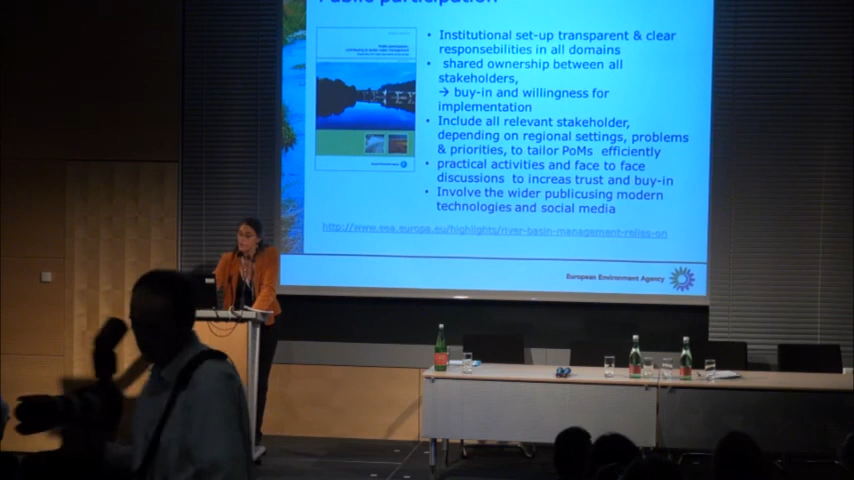 Public participation
• Institutional set-up transparent & clear
responsebilities in all domains
• shared ownership between all
stakeholders,
→ buy-in and willingness for
implementation
• Include all relevant stakeholder,
depending on regional settings, problems
& priorities, to tailor PoMs efficiently
• practical activities and face to face
discussions to increas trust and buy-in
• Involve the wider publicusing modern
technologies and social media
http://www.eea.europa.eu/highlights/river-basin-management-relies-on
European Environment Agency